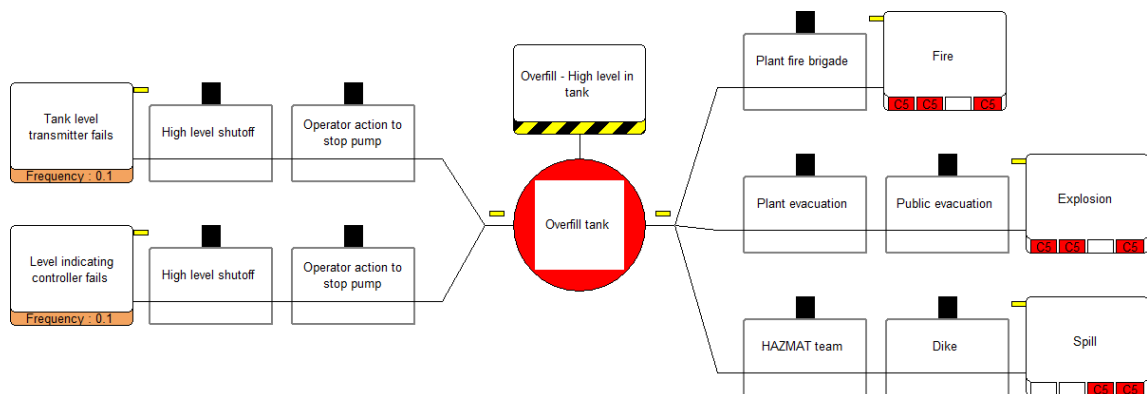 Overfill - High level in
tank
Plant fire brigade
Fire
C5 C5 C5
Tank level
transmitter fails
Frequency : 0.1
High level shutoff
Operator action to
stop pump
Overfill tank
Plant evacuation
Public evacuation
Explosion
C5 C5 C5
Level indicating
controller fails
Frequency : 0.1
High level shutoff
Operator action to
stop pump
HAZMAT team
Dike
Spill
C5 C5